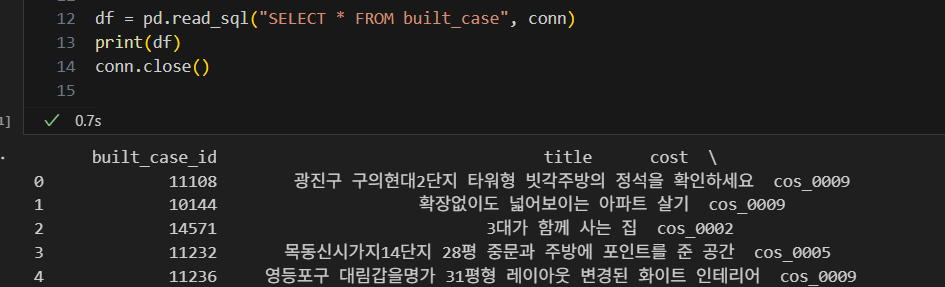 12 df = pd.read_sql("SELECT * FROM built_case", conn)
13 print(df)
14 conn.close()
15
0.7s
built_case_id title cost \
0 11108 광진구 구의현대2단지 타워형 빗각주방의 정석을 확인하세요 cos_0009
1 10144 확장없이도 넓어보이는 아파트 살기 cos_0009
2 14571 3대가 함께 사는 집 cos_0002
3 11232 목동신시가지14단지 28평 중문과 주방에 포인트를 준 공간 cos_0005
4 11236 영등포구 대림갑을명가 31평형 레이아웃 변경된 화이트 인테리어 cos_0009